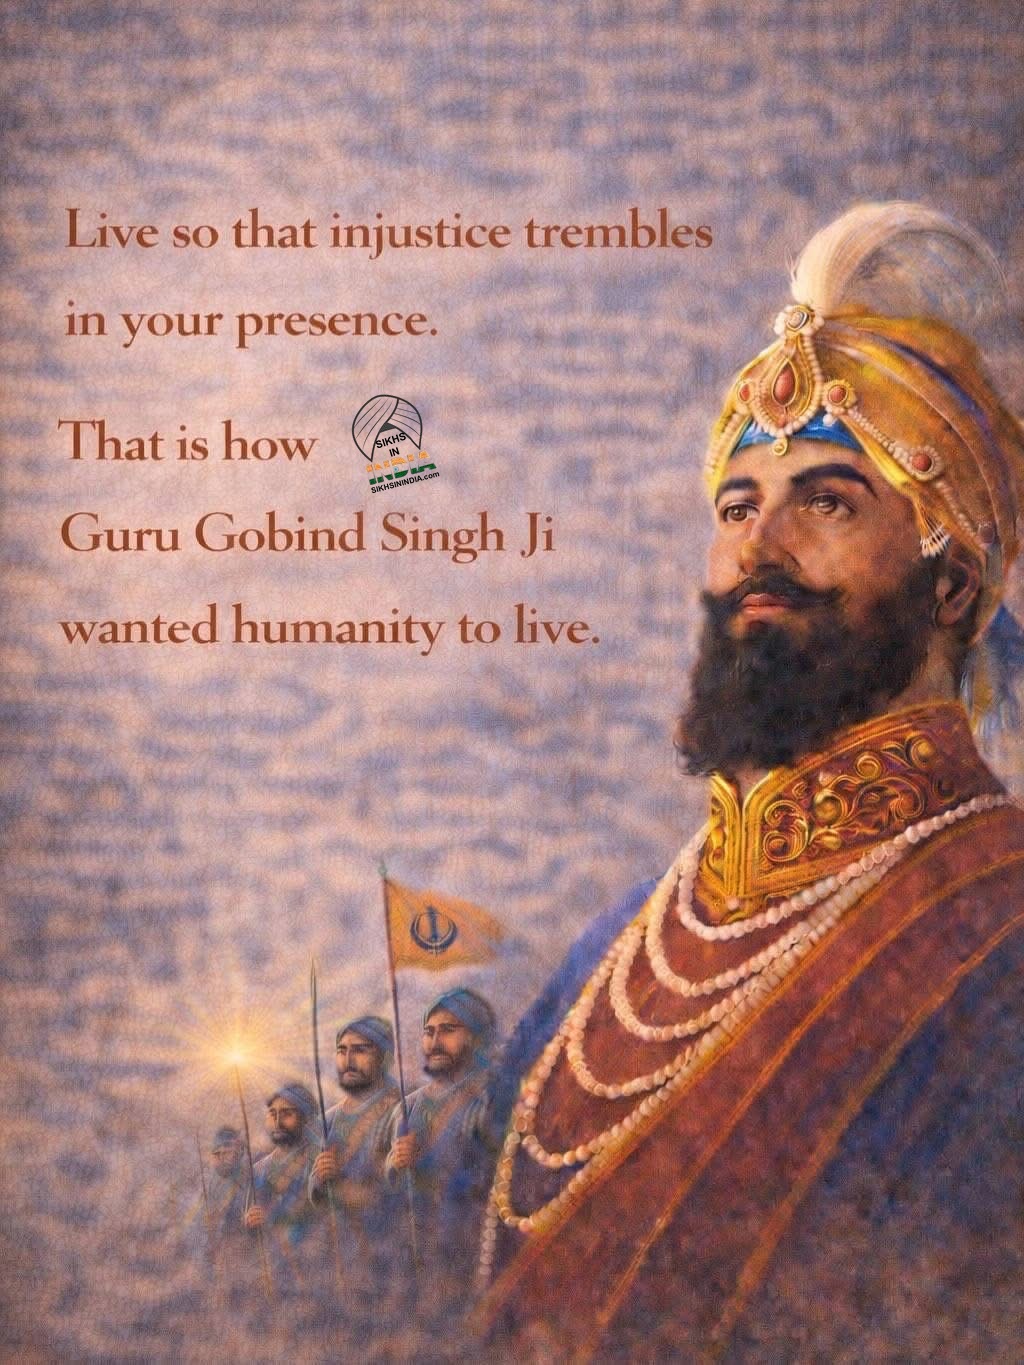 Live so that injustice trembles
in your presence.
That is how
SIKHS
IN
INDIA
SIKHSININDIA.com
Guru Gobind Singh Ji
wanted humanity to live.